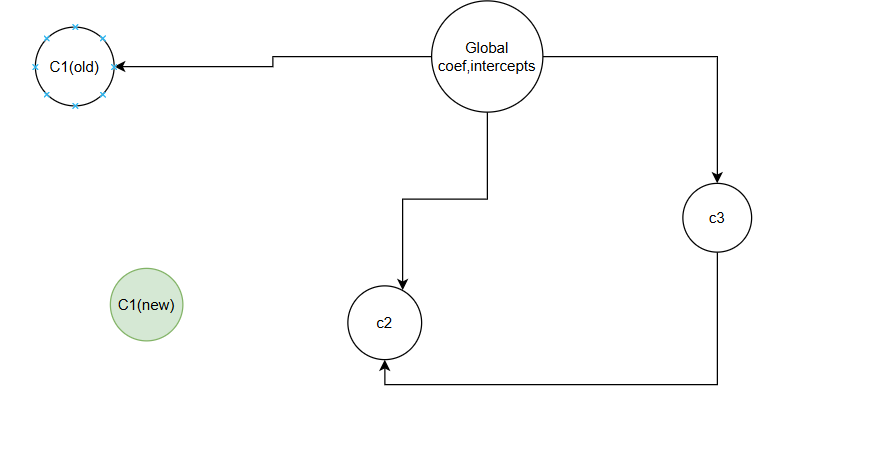 Global
coef,intercepts
C1(old)
c3
C1(new)
c2